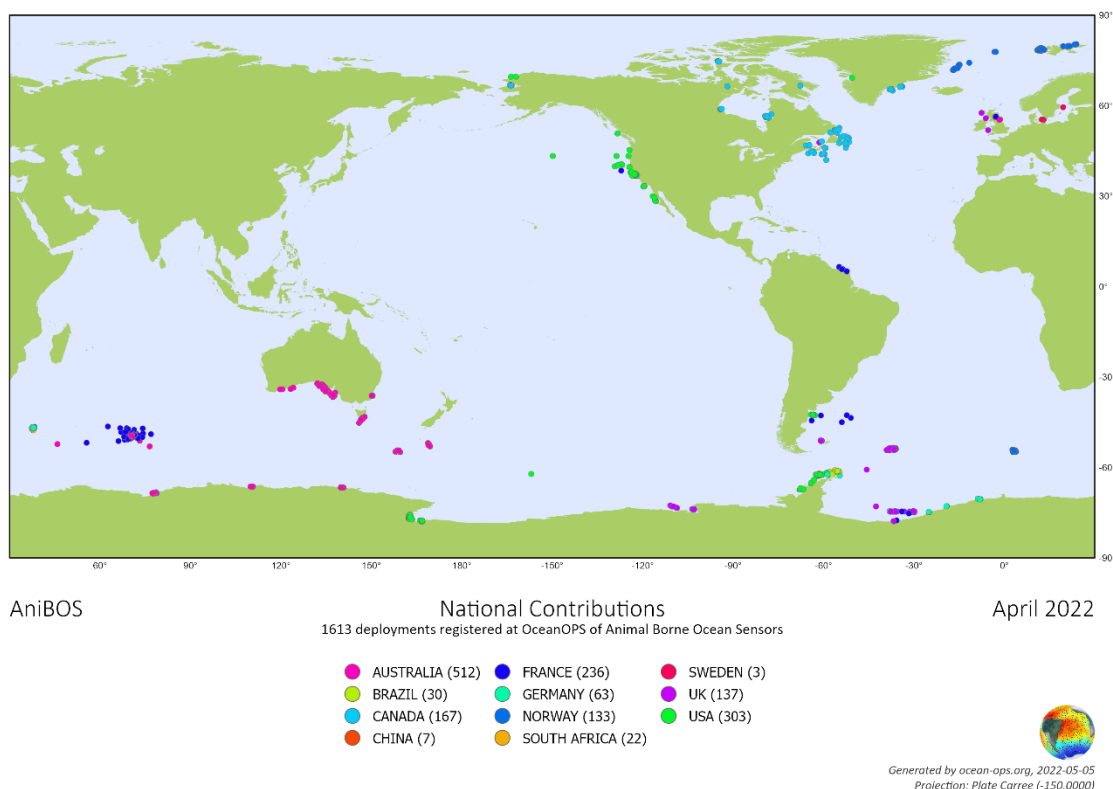 90°
60°
30°
0°
-30°
-60°
-90
60° 90° 120° 150° 180° -150° -120° -90° -60° -30° 0°
AniBOS National Contributions April 2022
1613 deployments registered at OceanOPS of Animal Borne Ocean Sensors
AUSTRALIA (512) FRANCE (236) SWEDEN (3)
BRAZIL (30) GERMANY (63) UK (137)
CANADA (167) NORWAY (133) USA (303)
CHINA (7) SOUTH AFRICA (22)
Generated by ocean-ops.org, 2022-05-05
Projection: Plate Carree (-150.0000)